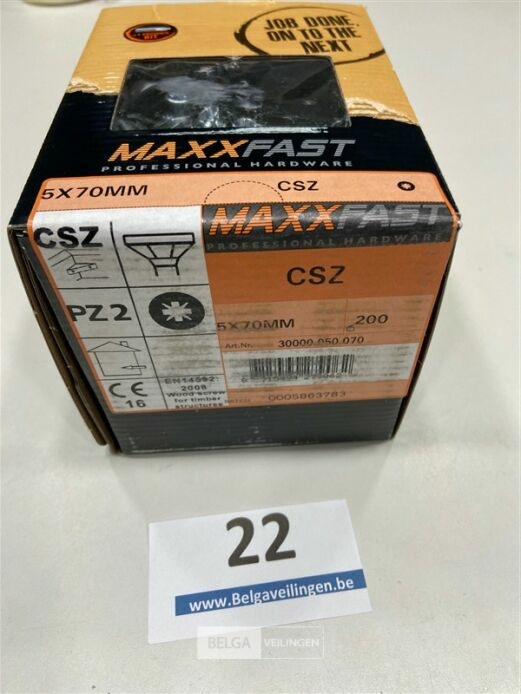 JOB DONE.
ON TO THE
NEXT
MAXXFAST
PROFESSIONAL HARDWARE
5X70MM CSZ
CSZ
MAXXFAST
PROFESSIONAL HARDWARE
CSZ
PZ2
5X70MM 200
Art.Nr. 30000.050.070
CE
16
EN14592:
2008
Wood screw
for timber
structures
BATCH 0005863783
22
www.Belgaveilingen.be
BELGA VEILINGEN